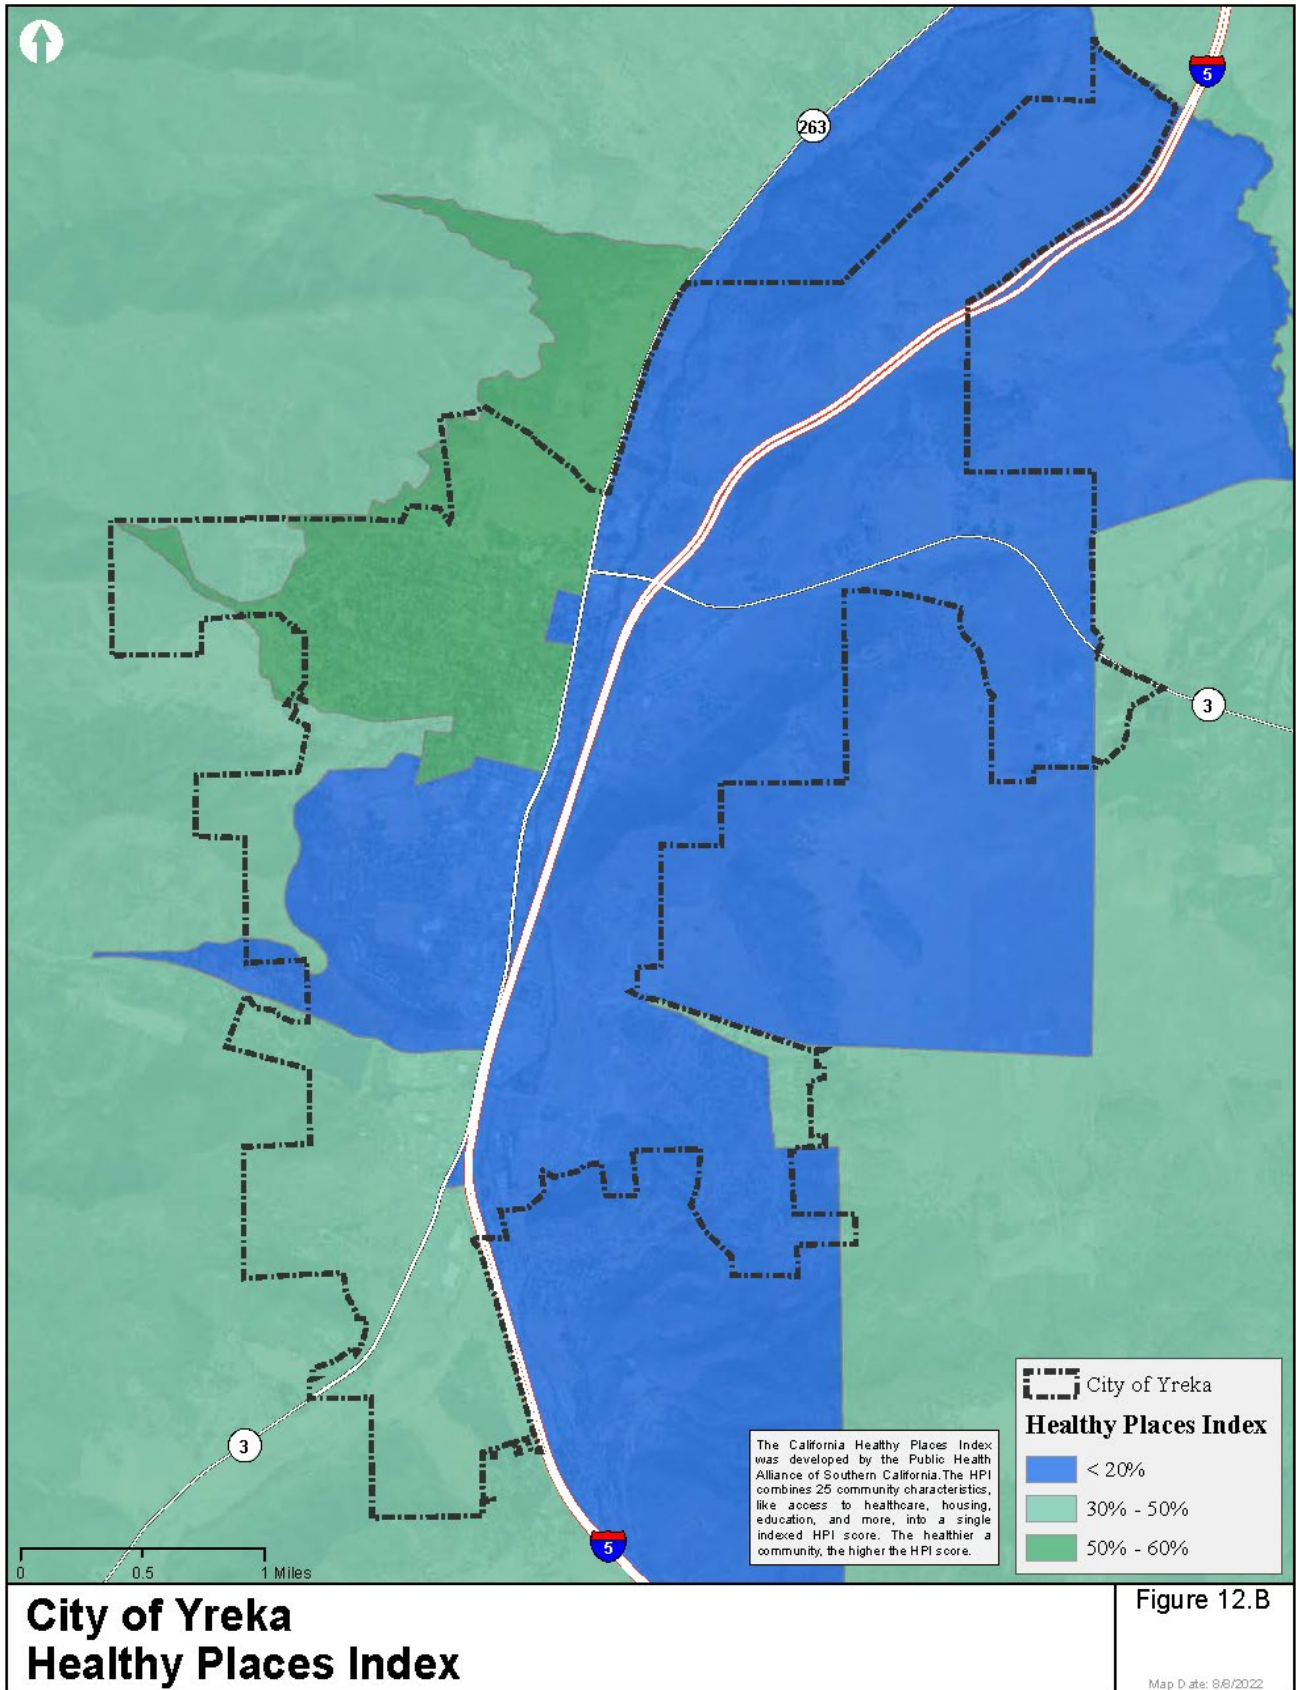 5
263
3
3
5
City of Yreka
Healthy Places Index
< 20%
30% - 50%
50% - 60%
The California Healthy Places Index
was developed by the Public Health
Alliance of Southern California. The HPI
combines 25 community characteristics,
like access to healthcare, housing,
education, and more, into a single
indexed HPI score. The healthier a
community, the higher the HPI score.
0 0.5 1 Miles
City of Yreka
Healthy Places Index
Figure 12.B
Map Date: 8/8/2022